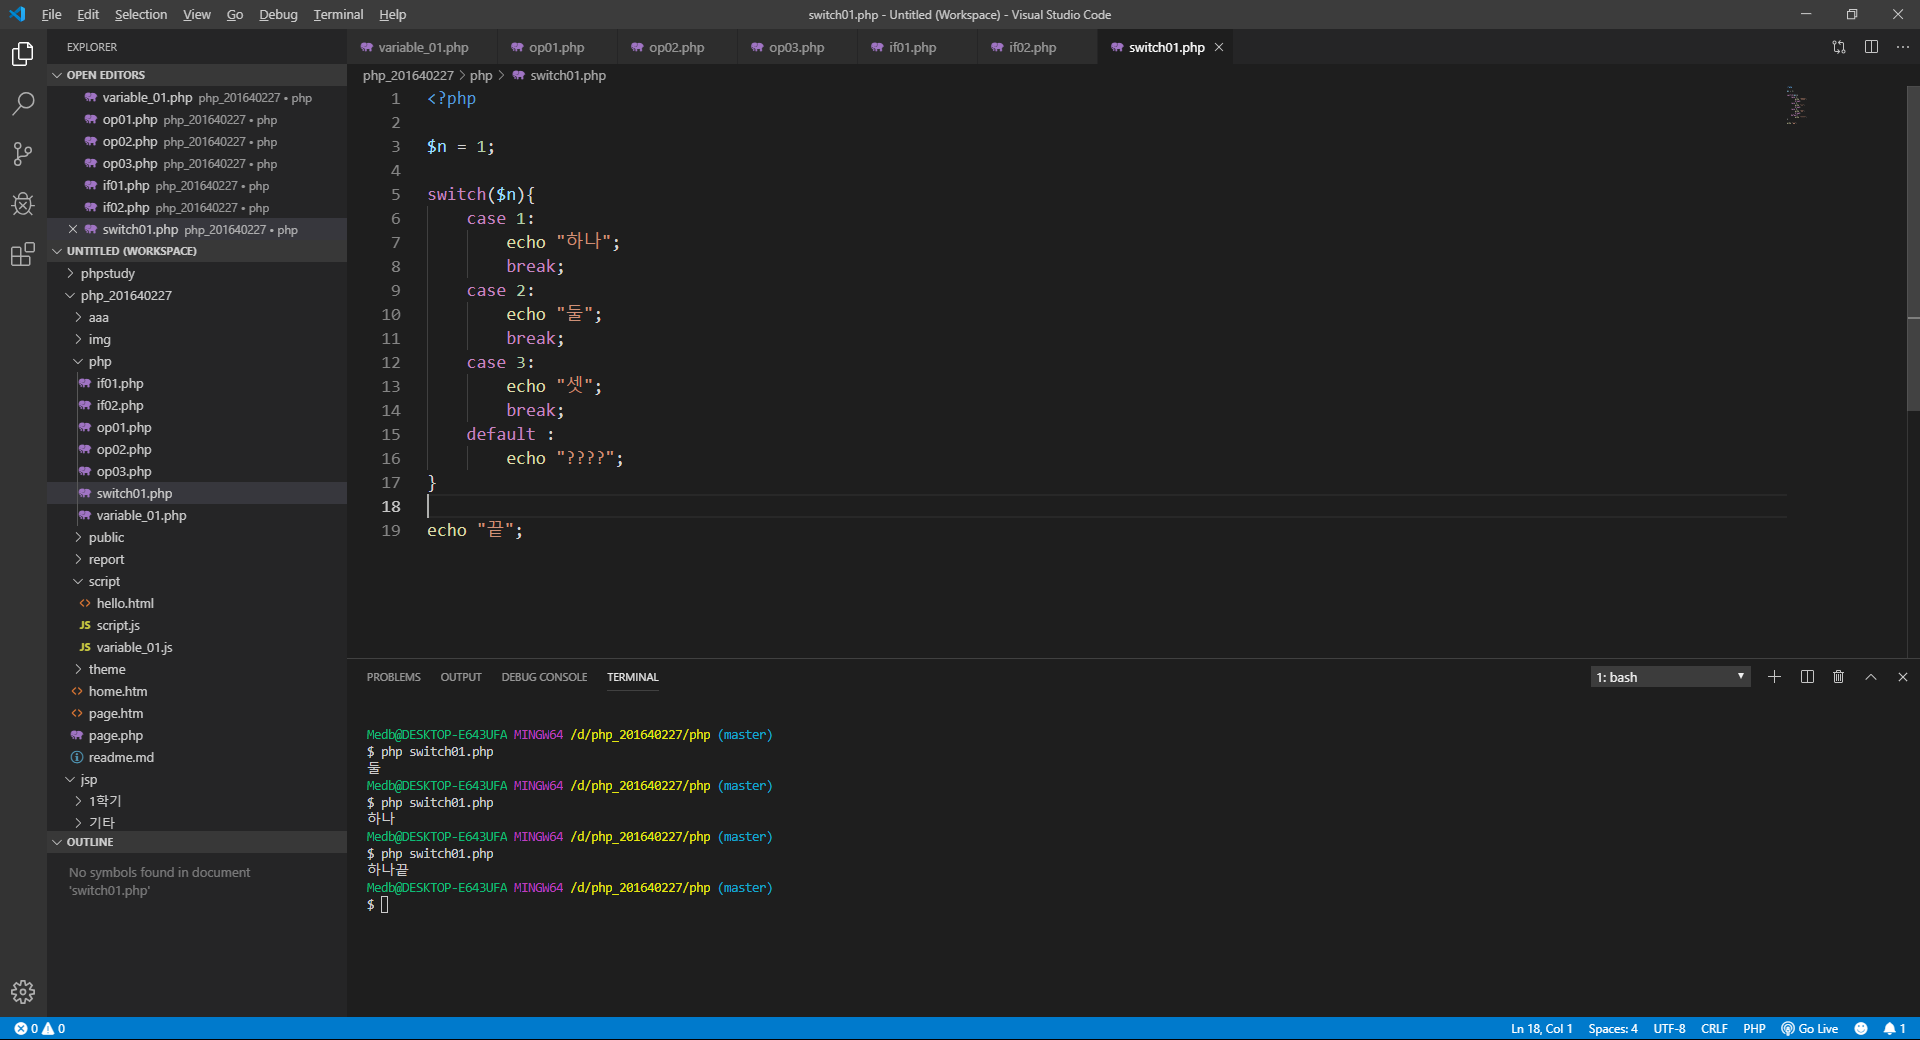 File Edit Selection View Go Debug Terminal Help
switch01.php - Untitled (Workspace) - Visual Studio Code
EXPLORER
OPEN EDITORS
variable_01.php php_201640227 • php
op01.php php_201640227 • php
op02.php php_201640227 • php
op03.php php_201640227 • php
if01.php php_201640227 • php
if02.php php_201640227 • php
switch01.php php_201640227 • php
UNTITLED (WORKSPACE)
phpstudy
php_201640227
aaa
img
php
if01.php
if02.php
op01.php
op02.php
op03.php
switch01.php
variable_01.php
public
report
script
hello.html
JS script.js
JS variable_01.js
theme
home.htm
page.htm
page.php
readme.md
jsp
1학기
기타
OUTLINE
No symbols found in document
'switch01.php'
variable_01.php op01.php op02.php op03.php if01.php if02.php switch01.php
php_201640227 > php > switch01.php
1 <?php
2
3 $n = 1;
4
5 switch($n){
6 case 1:
7 echo "하나";
8 break;
9 case 2:
10 echo "둘";
11 break;
12 case 3:
13 echo "셋";
14 break;
15 default :
16 echo "????";
17 }
18
19 echo "끝";
PROBLEMS OUTPUT DEBUG CONSOLE TERMINAL
1: bash
Medb@DESKTOP-E643UFA MINGW64 /d/php_201640227/php (master)
$ php switch01.php
둘
Medb@DESKTOP-E643UFA MINGW64 /d/php_201640227/php (master)
$ php switch01.php
하나
Medb@DESKTOP-E643UFA MINGW64 /d/php_201640227/php (master)
$ php switch01.php
하나끝
Medb@DESKTOP-E643UFA MINGW64 /d/php_201640227/php (master)
$
0 0
Ln 18, Col 1 Spaces: 4 UTF-8 CRLF PHP Go Live 1